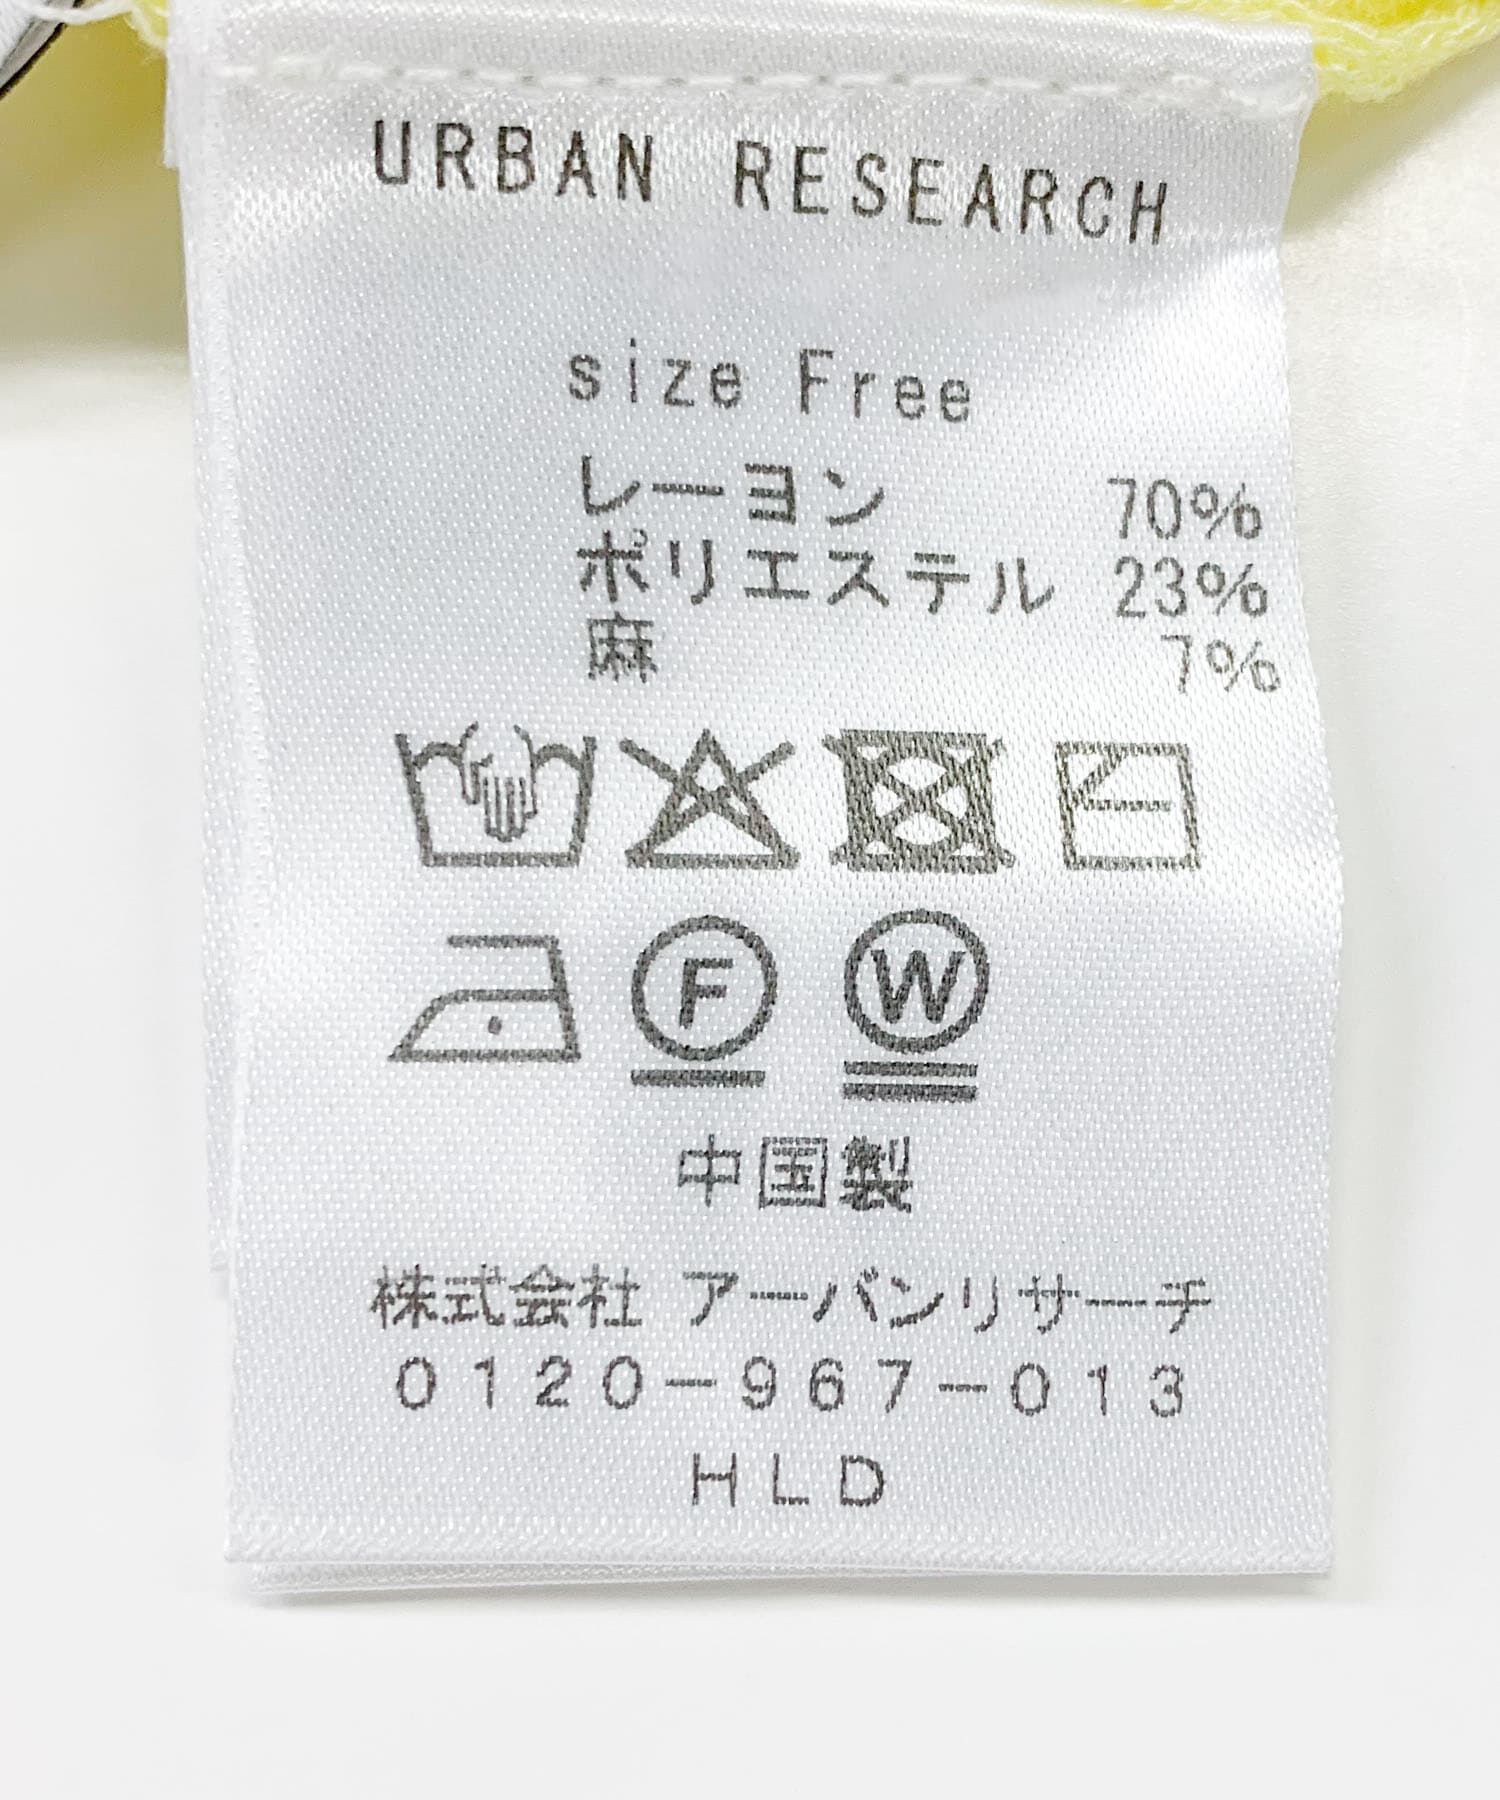 URBAN RESEARCH
size Free
レーヨン 70%
ポリエステル 23%
麻 7%
F W
中国製
株式会社 アーバンリサーチ
0120-967-013
HLD